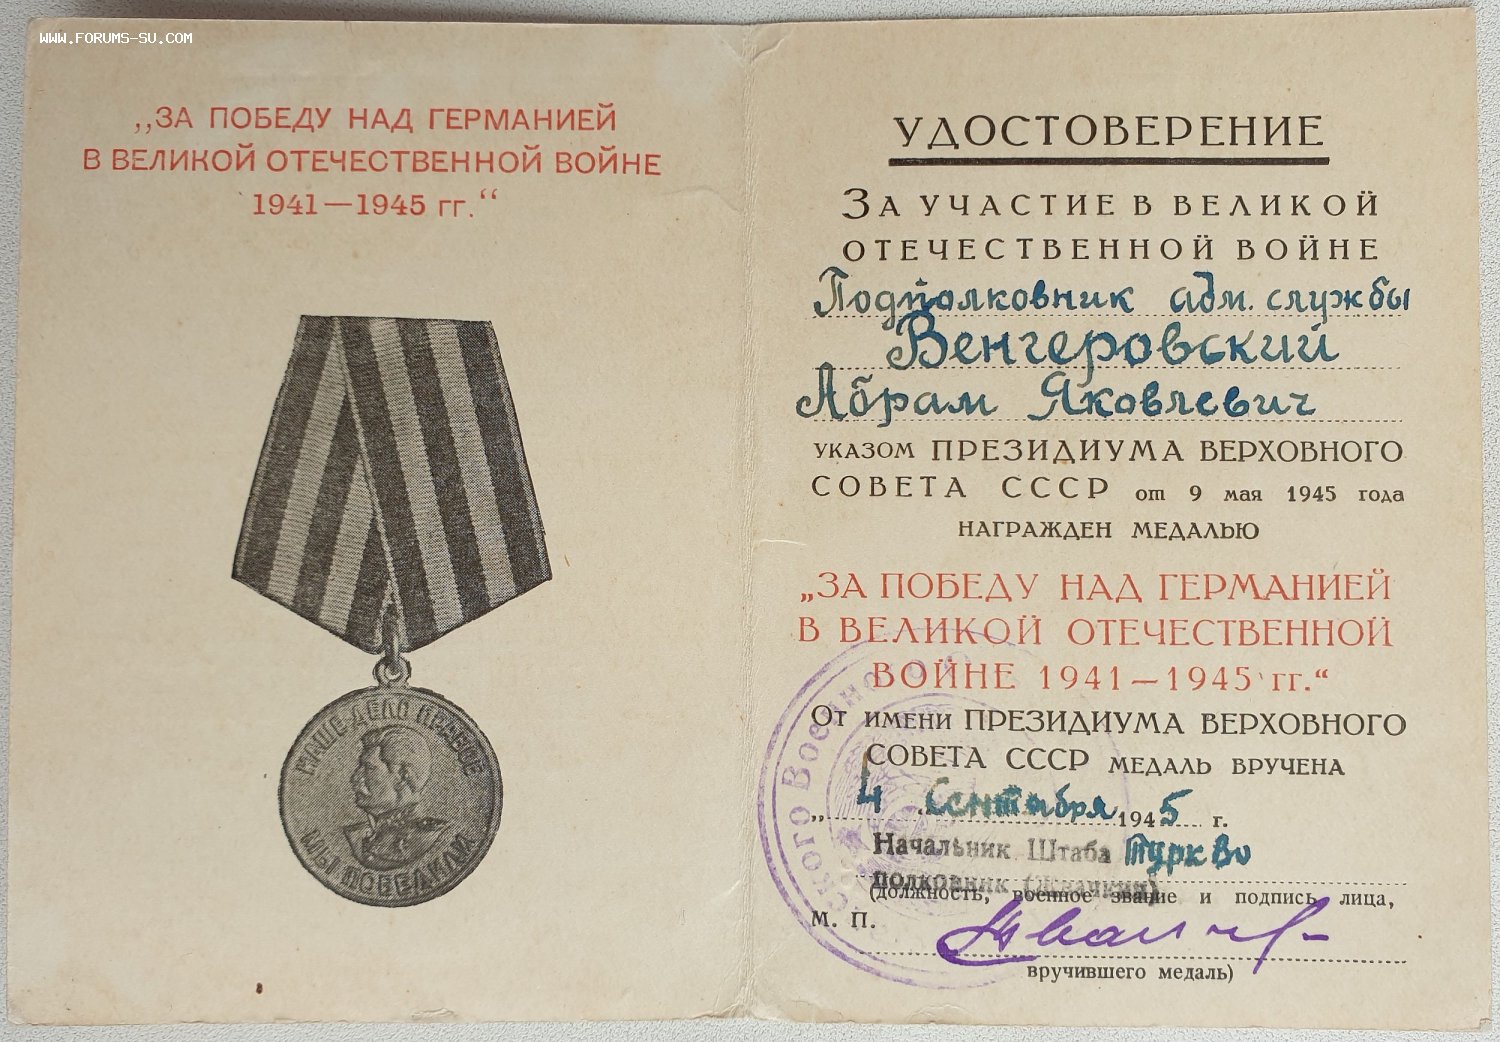 www.forums-su.com
„ЗА ПОБЕДУ НАД ГЕРМАНИЕЙ
В ВЕЛИКОЙ ОТЕЧЕСТВЕННОЙ ВОЙНЕ
1941—1945 гг.“
НАШЕ ДЕЛО ПРАВОЕ
МЫ ПОБЕДИЛИ
УДОСТОВЕРЕНИЕ
ЗА УЧАСТИЕ В ВЕЛИКОЙ
ОТЕЧЕСТВЕННОЙ ВОЙНЕ
Подполковник адм. службы
Венгеровский
Абрам Яковлевич
УКАЗОМ ПРЕЗИДИУМА ВЕРХОВНОГО
СОВЕТА СССР от 9 мая 1945 года
НАГРАЖДЕН МЕДАЛЬЮ
„ЗА ПОБЕДУ НАД ГЕРМАНИЕЙ
В ВЕЛИКОЙ ОТЕЧЕСТВЕННОЙ
ВОЙНЕ 1941—1945 гг.“
ОТ ИМЕНИ ПРЕЗИДИУМА ВЕРХОВНОГО
СОВЕТА СССР МЕДАЛЬ ВРУЧЕНА
„4 Сентября 1945 г.
Начальник Штаба ТуркВо
полковник
(должность, военное звание и подпись лица,
М. П.
вручившего медаль)
ского Военного